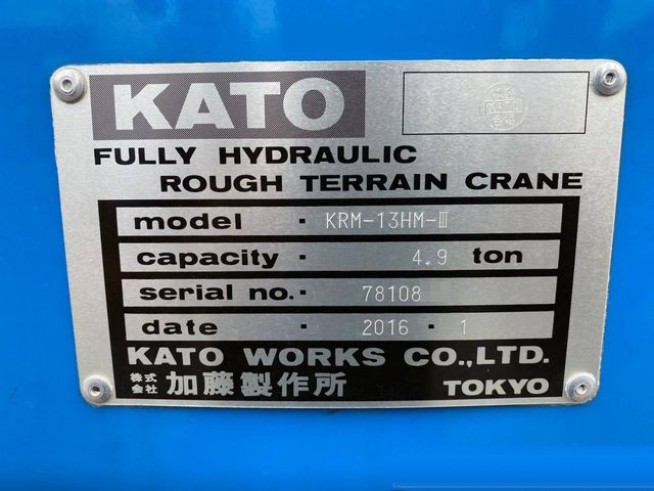 KATO
FULLY HYDRAULIC
ROUGH TERRAIN CRANE
model · KRM-13HM-Ⅲ
capacity · 4.9 ton
serial no. · 78108
date · 2016 · 1
KATO WORKS CO.,LTD.
株式会社 加藤製作所 TOKYO